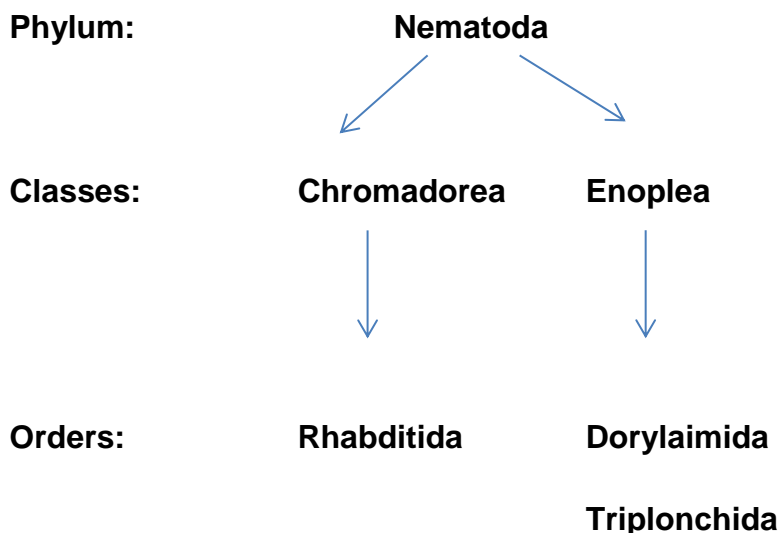 Phylum: Nematoda
Classes: Chromadorea Enoplea
Orders: Rhabditida Dorylaimida
Triplonchida